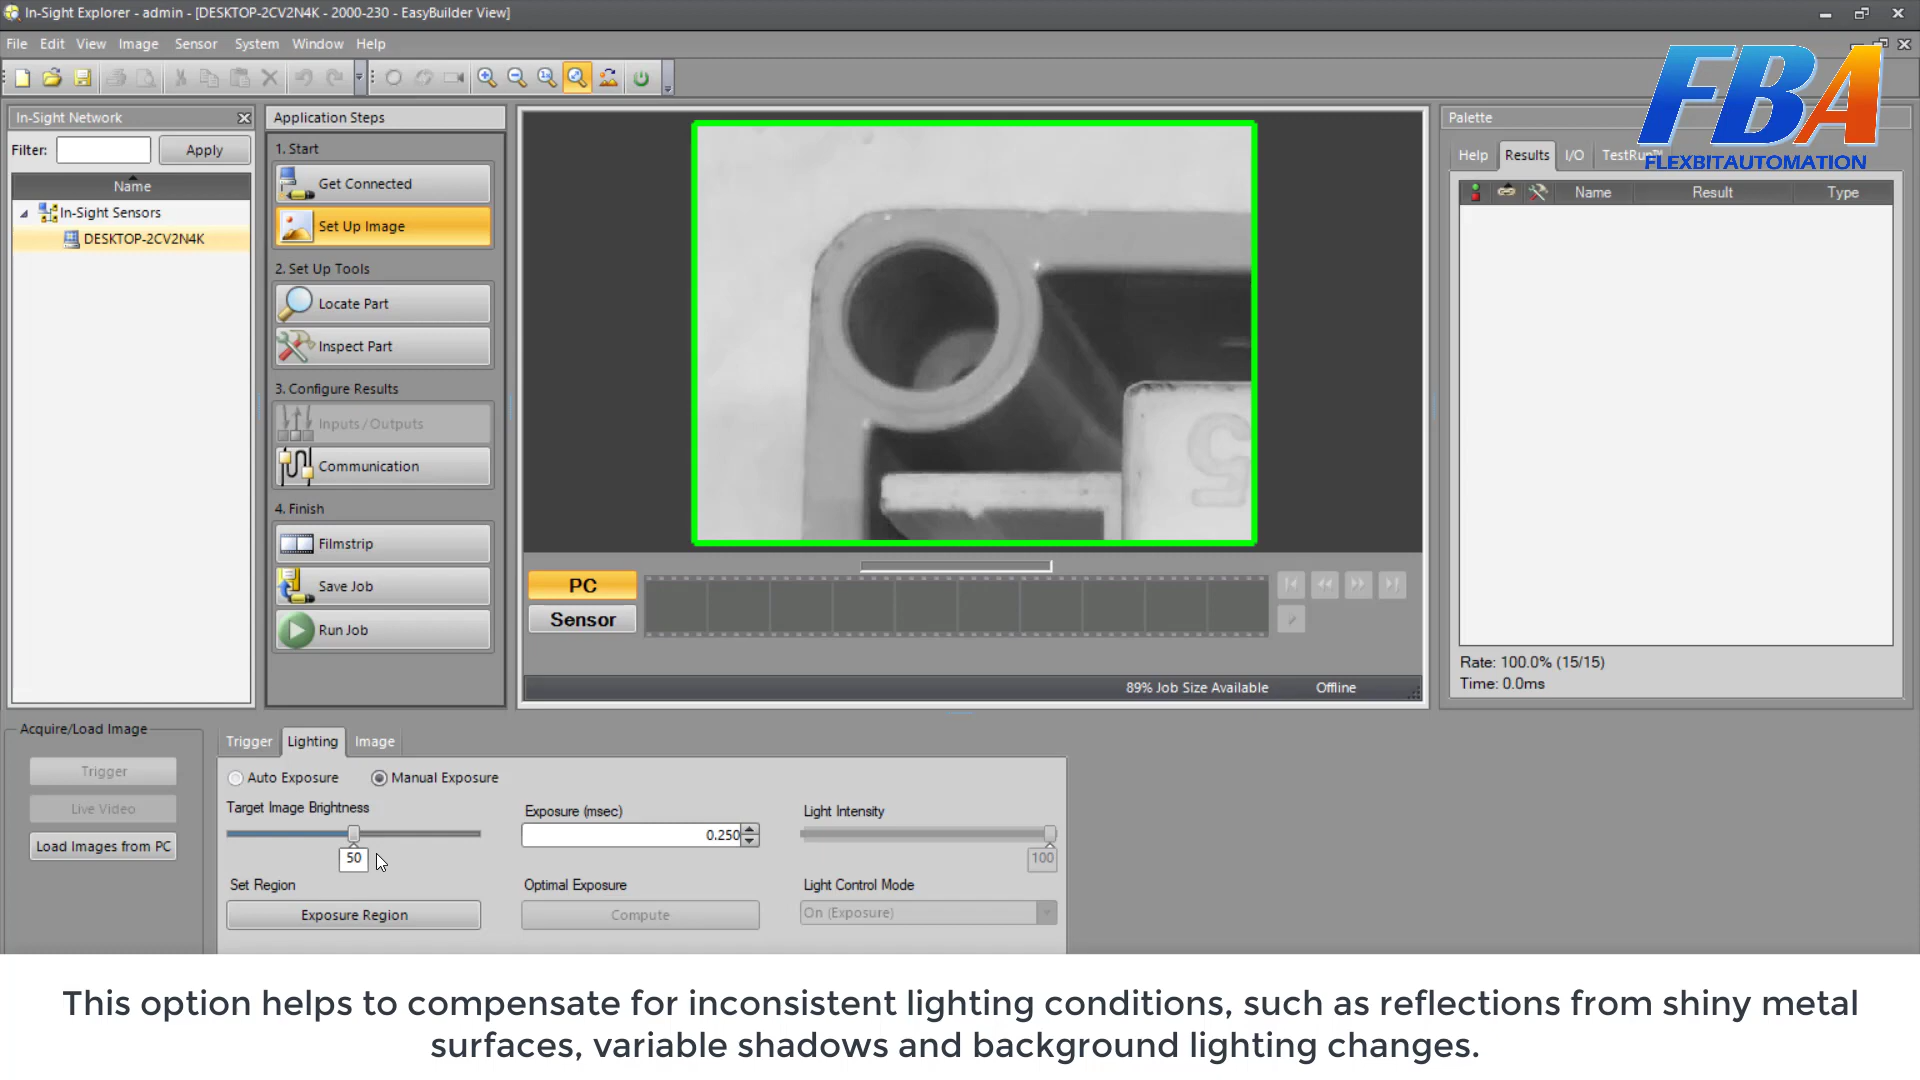 In-Sight Explorer - admin - [DESKTOP-2CV2N4K - 2000-230 - EasyBuilder View]
File Edit View Image Sensor System Window Help
FBA
FLEXBITAUTOMATION
In-Sight Network
Filter:
Apply
Name
In-Sight Sensors
DESKTOP-2CV2N4K
Application Steps
1. Start
Get Connected
Set Up Image
2. Set Up Tools
Locate Part
Inspect Part
3. Configure Results
Inputs/Outputs
Communication
4. Finish
Filmstrip
Save Job
Run Job
5
PC
Sensor
89% Job Size Available Offline
Palette
Help Results I/O TestRun™
Name Result Type
Rate: 100.0% (15/15)
Time: 0.0ms
Acquire/Load Image
Trigger
Live Video
Load Images from PC
Trigger Lighting Image
Auto Exposure Manual Exposure
Target Image Brightness
50
Set Region
Exposure Region
Exposure (msec)
0.250
Optimal Exposure
Compute
Light Intensity
100
Light Control Mode
On (Exposure)
This option helps to compensate for inconsistent lighting conditions, such as reflections from shiny metal
surfaces, variable shadows and background lighting changes.